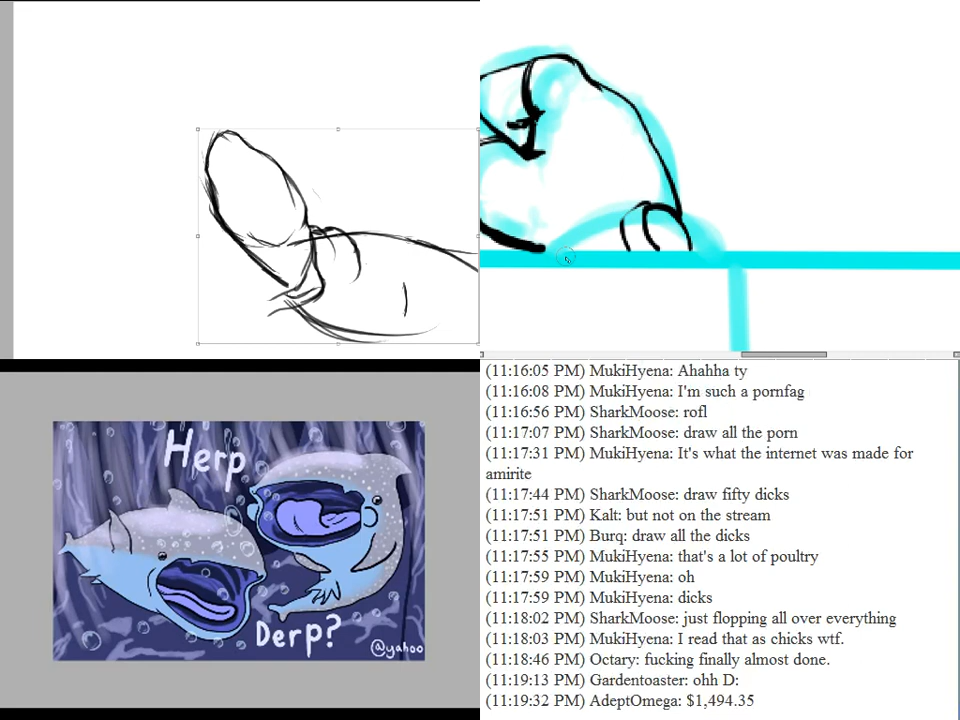 Herp
Derp?
@yahoo
(11:16:05 PM) MukiHyena: Ahahha ty
(11:16:08 PM) MukiHyena: I'm such a pornfag
(11:16:56 PM) SharkMoose: rofl
(11:17:07 PM) SharkMoose: draw all the porn
(11:17:31 PM) MukiHyena: It's what the internet was made for
amirite
(11:17:44 PM) SharkMoose: draw fifty dicks
(11:17:51 PM) Kalt: but not on the stream
(11:17:51 PM) Burq: draw all the dicks
(11:17:55 PM) MukiHyena: that's a lot of poultry
(11:17:59 PM) MukiHyena: oh
(11:17:59 PM) MukiHyena: dicks
(11:18:02 PM) SharkMoose: just flopping all over everything
(11:18:03 PM) MukiHyena: I read that as chicks wtf.
(11:18:46 PM) Octary: fucking finally almost done.
(11:19:13 PM) Gardentoaster: ohh D:
(11:19:32 PM) AdeptOmega: $1,494.35